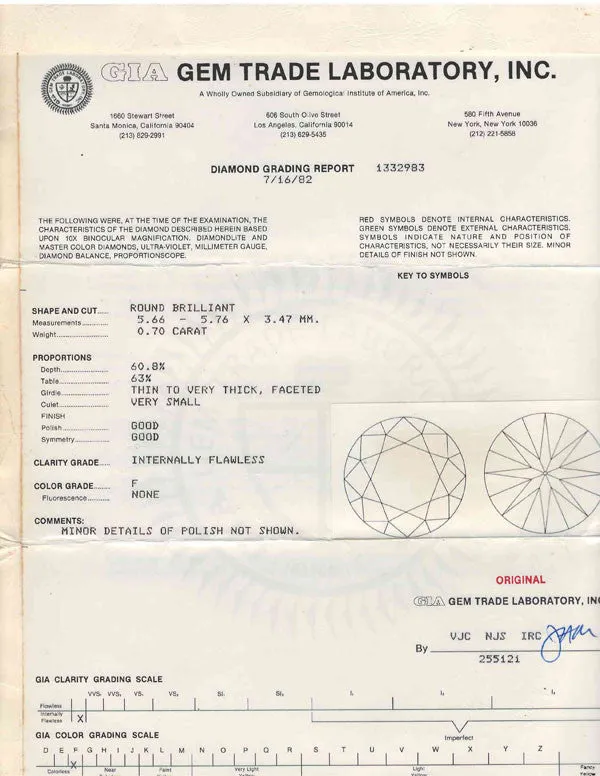 GIA GEM TRADE LABORATORY, INC.
A Wholly Owned Subsidiary of Gemological Institute of America, Inc.
1660 Stewart Street
Santa Monica, California 90404
(213) 829-2991
606 South Olive Street
Los Angeles, California 90014
(213) 629-5435
580 Fifth Avenue
New York, New York 10036
(212) 221-5858
DIAMOND GRADING REPORT 1332983
7/16/82
THE FOLLOWING WERE, AT THE TIME OF THE EXAMINATION, THE
CHARACTERISTICS OF THE DIAMOND DESCRIBED HEREIN BASED
UPON 10X BINOCULAR MAGNIFICATION, DIAMONDLITE AND
MASTER COLOR DIAMONDS, ULTRA-VIOLET, MILLIMETER GAUGE,
DIAMOND BALANCE, PROPORTIONSCOPE.
RED SYMBOLS DENOTE INTERNAL CHARACTERISTICS.
GREEN SYMBOLS DENOTE EXTERNAL CHARACTERISTICS.
SYMBOLS INDICATE NATURE AND POSITION OF
CHARACTERISTICS, NOT NECESSARILY THEIR SIZE. MINOR
DETAILS OF FINISH NOT SHOWN.
KEY TO SYMBOLS
SHAPE AND CUT..... ROUND BRILLIANT
Measurements............ 5.66 - 5.76 X 3.47 MM.
Weight.................. 0.70 CARAT
PROPORTIONS
Depth.................... 60.8%
Table.................... 63%
Girdle................... THIN TO VERY THICK, FACETED
Culet.................... VERY SMALL
FINISH
Polish................... GOOD
Symmetry................ GOOD
CLARITY GRADE..... INTERNALLY FLAWLESS
COLOR GRADE....... F
Fluorescence........... NONE
COMMENTS:
MINOR DETAILS OF POLISH NOT SHOWN.
ORIGINAL
GIA GEM TRADE LABORATORY, IN
VJC NJS IRC
By
255121
GIA CLARITY GRADING SCALE
VVS₁ VVS₂ VS₁ VS₂ SI₁ SI₂ I₁ I₂ I₃
Flawless
Internally
Flawless X
Imperfect
GIA COLOR GRADING SCALE
D E F G H I J K L M N O P Q R S T U V W X Y Z
X
Colorless Near Faint Very Light Light Fancy
Yellow Yellow